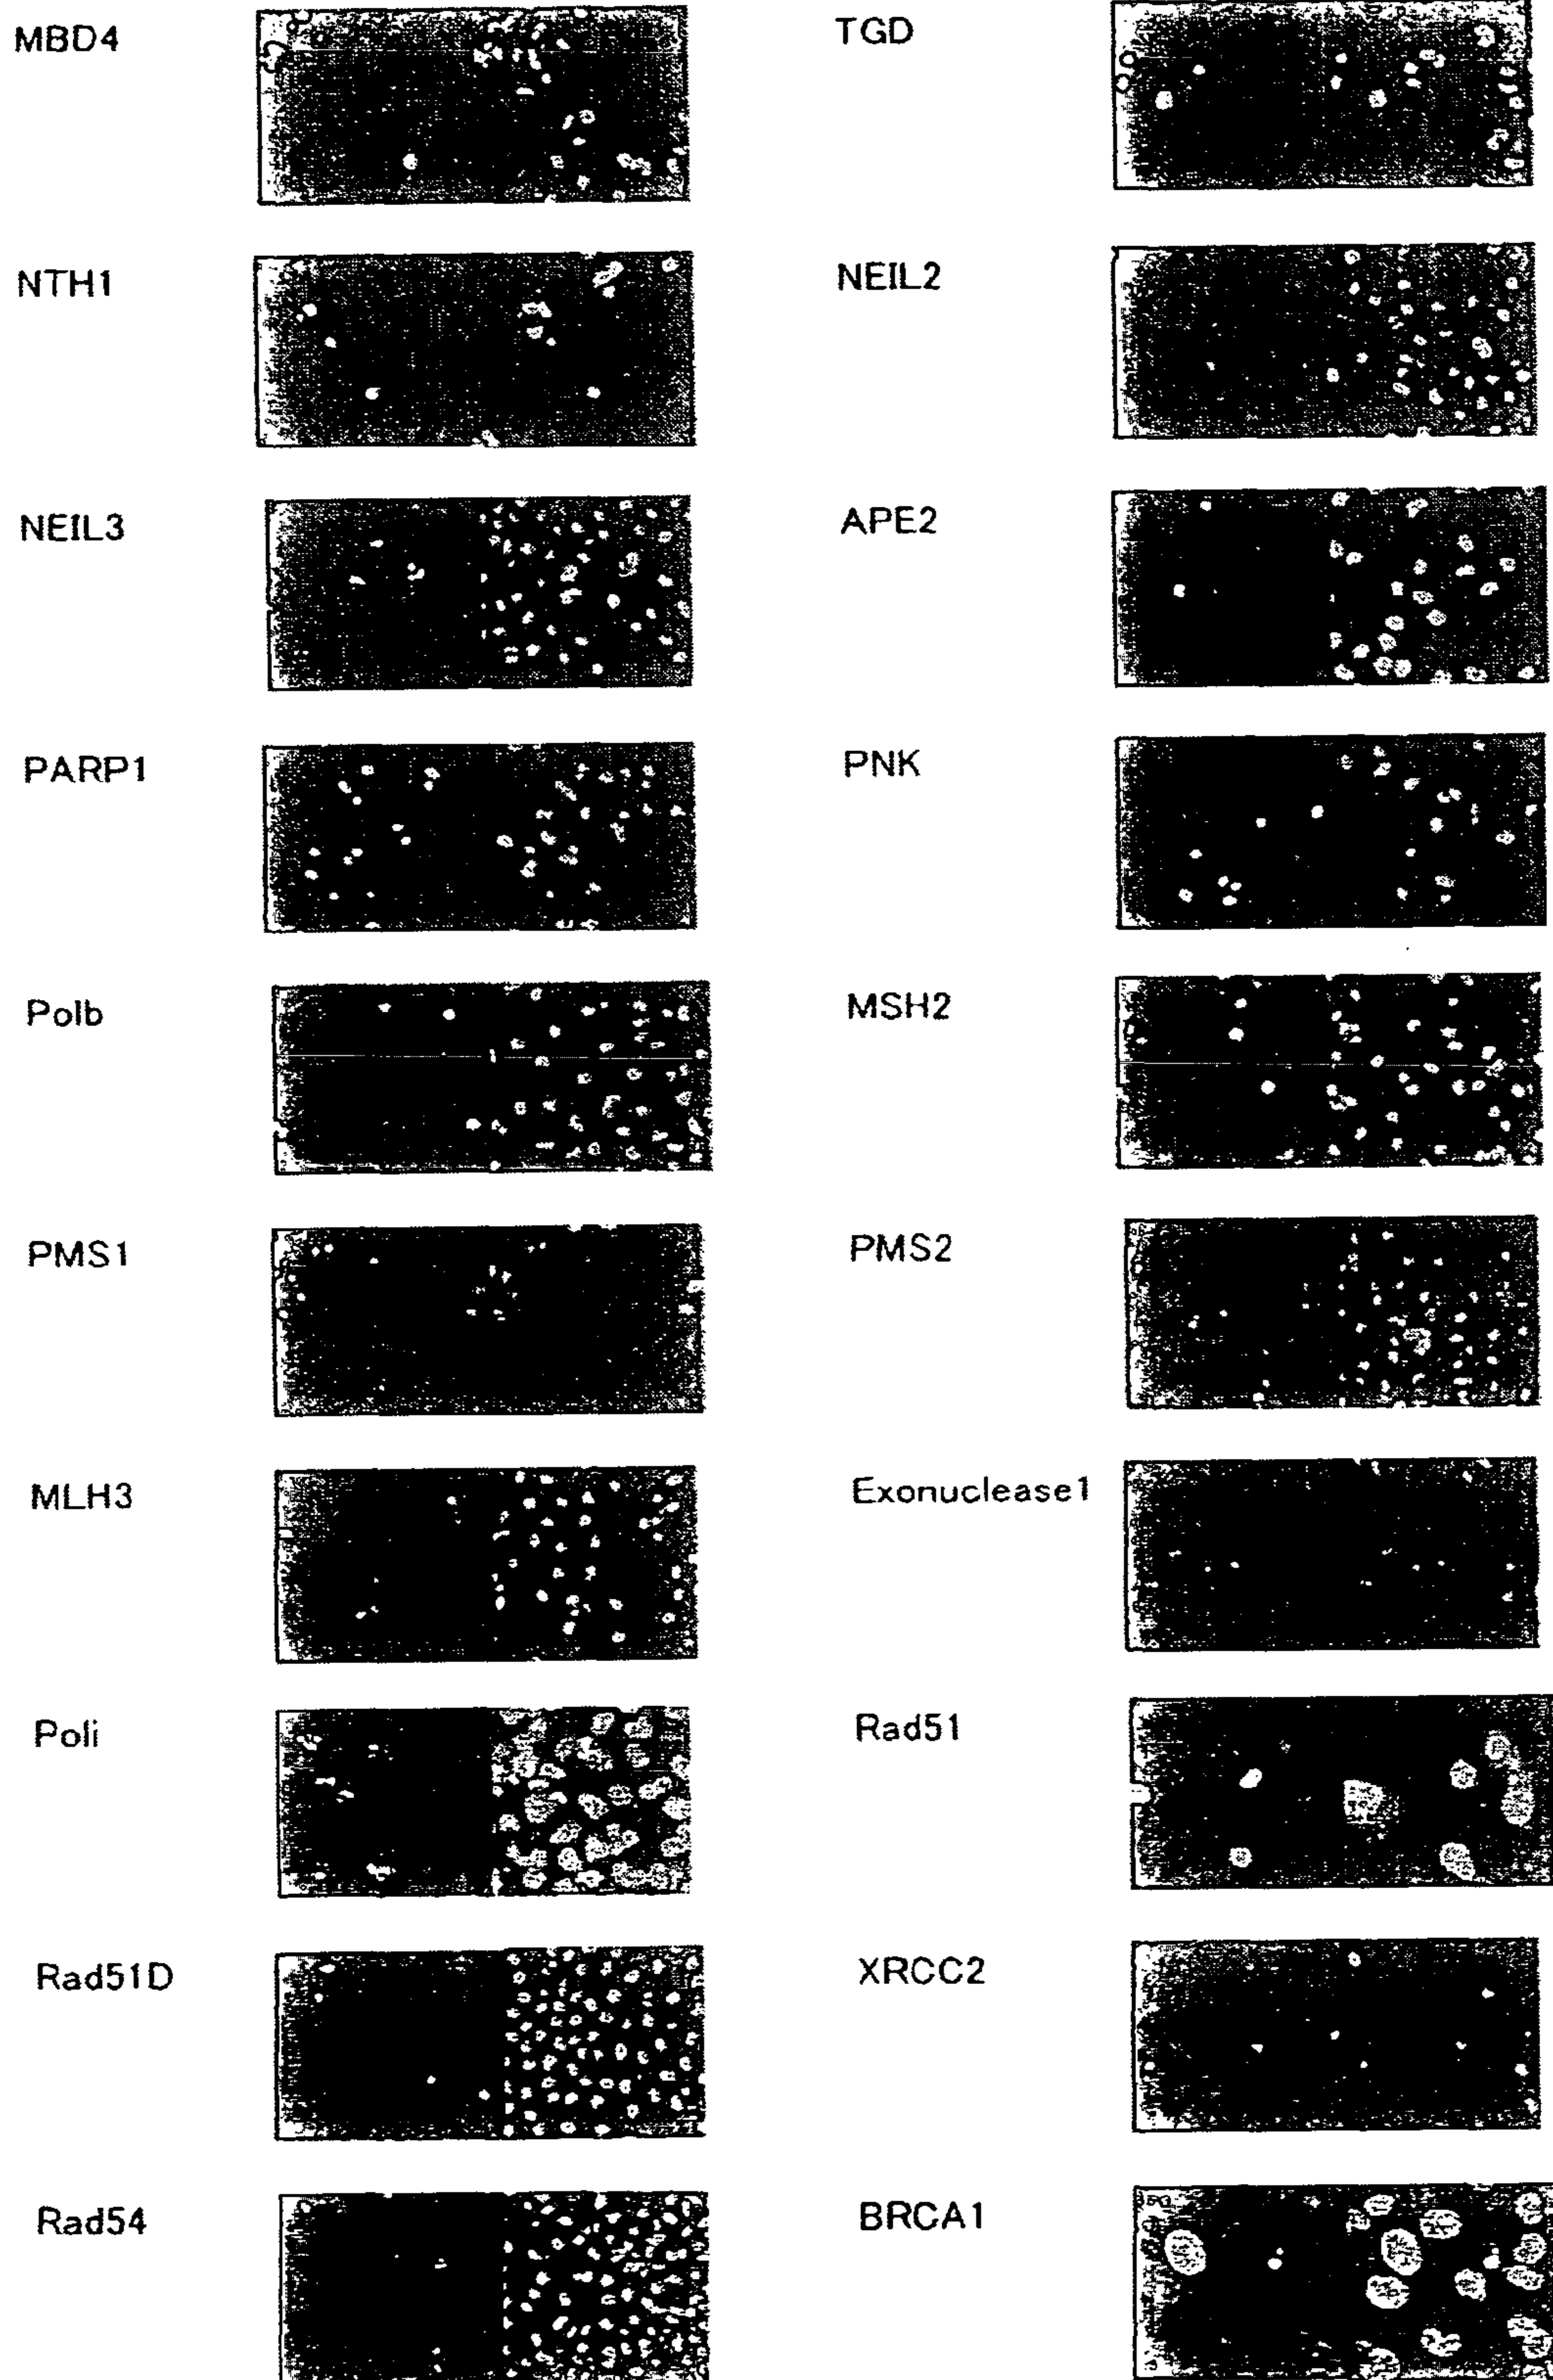 MBD4
TGD
NTH1
NEIL2
NEIL3
APE2
PARP1
PNK
Polb
MSH2
PMS1
PMS2
MLH3
Exonuclease1
Poli
Rad51
Rad51D
XRCC2
Rad54
BRCA1